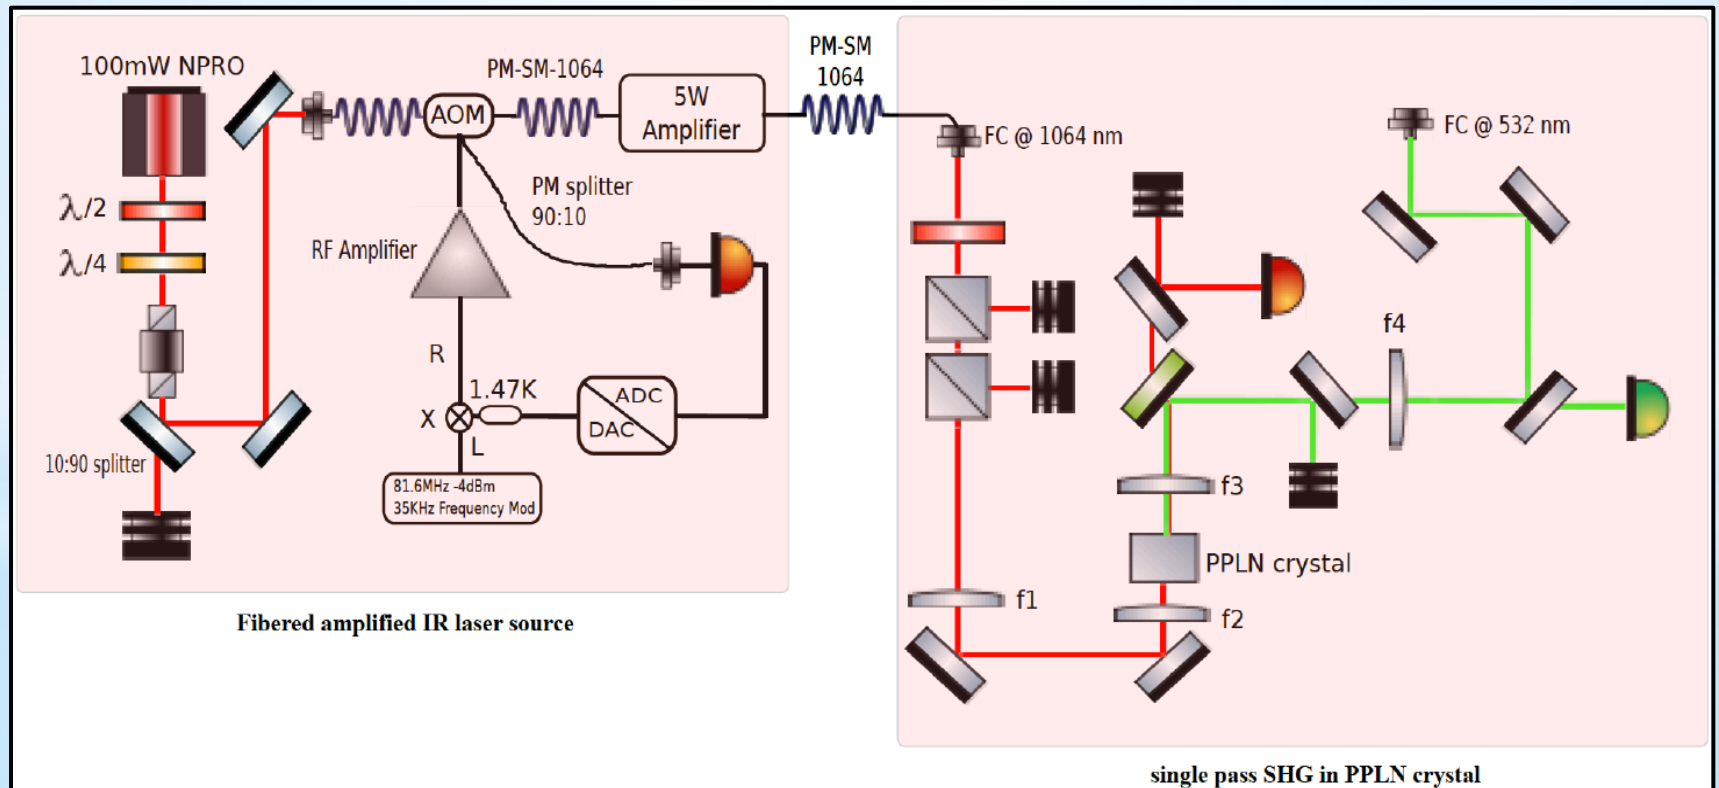 100mW NPRO
λ/2
λ/4
10:90 splitter
AOM
PM-SM-1064
5W
Amplifier
PM splitter
90:10
RF Amplifier
R
1.47K
X
L
ADC
DAC
81.6MHz -4dBm
35KHz Frequency Mod
Fibered amplified IR laser source
PM-SM
1064
FC @ 1064 nm
FC @ 532 nm
f4
f3
PPLN crystal
f1
f2
single pass SHG in PPLN crystal